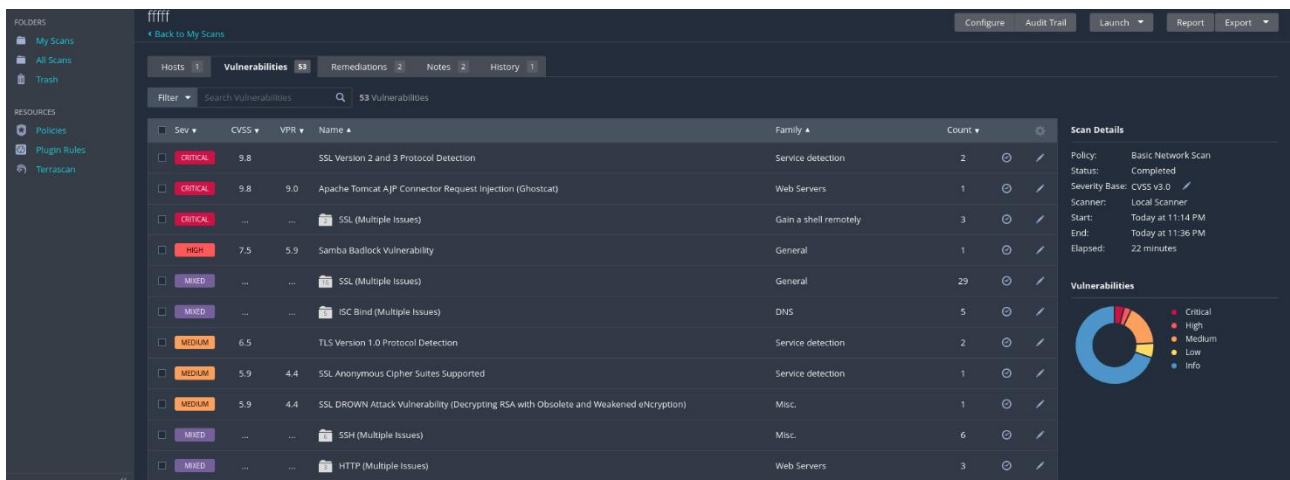 fffff
FOLDERS
My Scans
All Scans
Trash
RESOURCES
Policies
Plugin Rules
Terrascan
Back to My Scans
Configure Audit Trail Launch Report Export
Hosts 1 Vulnerabilities 53 Remediations 2 Notes 2 History 1
Filter Search Vulnerabilities 53 Vulnerabilities
Sev CVSS VPR Name Family Count
CRITICAL 9.8 SSL Version 2 and 3 Protocol Detection Service detection 2
CRITICAL 9.8 9.0 Apache Tomcat AJP Connector Request Injection (Ghostcat) Web Servers 1
CRITICAL ... ... SSL (Multiple Issues) Gain a shell remotely 3
HIGH 7.5 5.9 Samba Badlock Vulnerability General 1
MIXED ... ... SSL (Multiple Issues) General 29
MIXED ... ... 5 ISC Bind (Multiple Issues) DNS 5
MEDIUM 6.5 TLS Version 1.0 Protocol Detection Service detection 2
MEDIUM 5.9 4.4 SSL Anonymous Cipher Suites Supported Service detection 1
MEDIUM 5.9 4.4 SSL DROWN Attack Vulnerability (Decrypting RSA with Obsolete and Weakened eNcryption) Misc. 1
MIXED ... ... 6 SSH (Multiple Issues) Misc. 6
MIXED ... ... HTTP (Multiple Issues) Web Servers 3
Scan Details
Policy: Basic Network Scan
Status: Completed
Severity Base: CVSS v3.0
Scanner: Local Scanner
Start: Today at 11:14 PM
End: Today at 11:36 PM
Elapsed: 22 minutes
Vulnerabilities
Critical
High
Medium
Low
Info